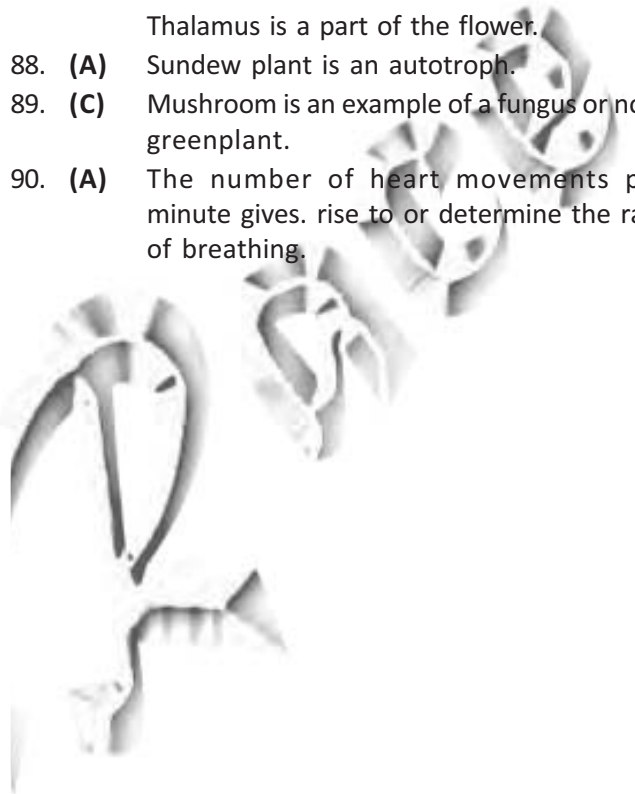 Thalamus is a part of the flower.
88. (A) Sundew plant is an autotroph.
89. (C) Mushroom is an example of a fungus or no
greenplant.
90. (A) The number of heart movements p
minute gives. rise to or determine the ra
of breathing.